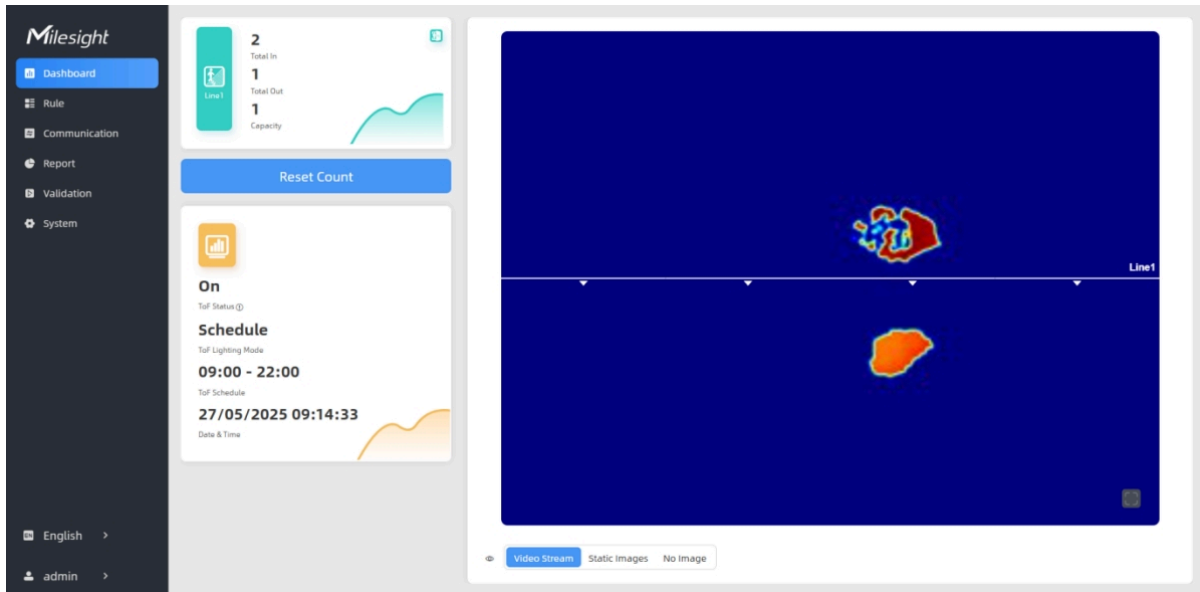 Milesight
Dashboard
Rule
Communication
Report
Validation
System
English
admin
Line1
2
Total In
1
Total Out
1
Capacity
Reset Count
On
ToF Status
Schedule
ToF Lighting Mode
09:00 - 22:00
ToF Schedule
27/05/2025 09:14:33
Date & Time
Line1
Video Stream Static Images No Image